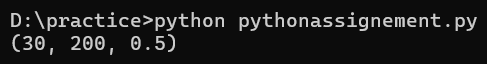 D:\practice>python pythonassignement.py
(30, 200, 0.5)